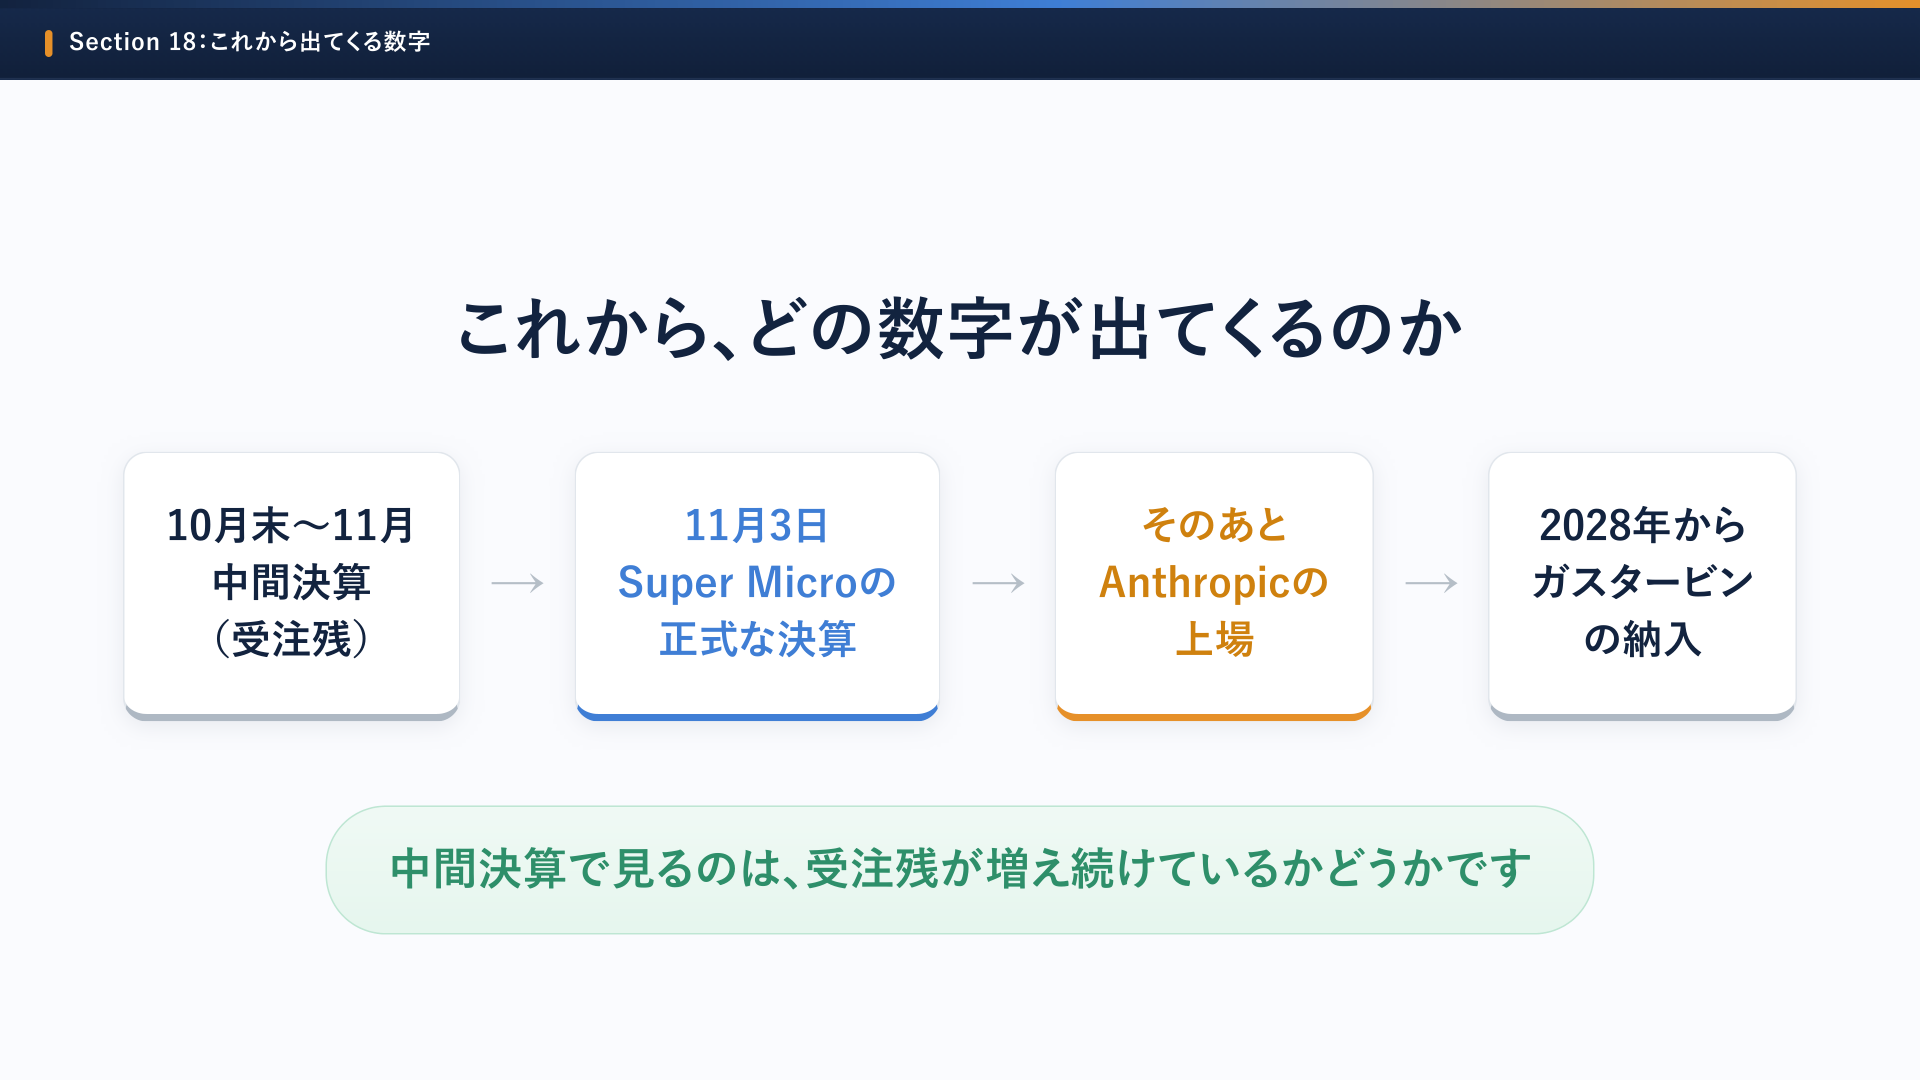 Section 18：これから出てくる数字
これから、どの数字が出てくるのか
10月末〜11月
中間決算
（受注残）
→
11月3日
Super Microの
正式な決算
→
そのあと
Anthropicの
上場
→
2028年から
ガスタービン
の納入
中間決算で見るのは、受注残が増え続けているかどうかです